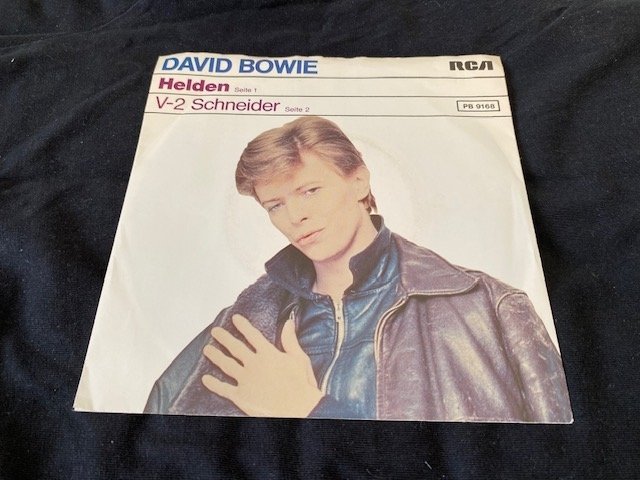 DAVID BOWIE RCA
Helden Seite 1
V-2 Schneider Seite 2 PB 9168